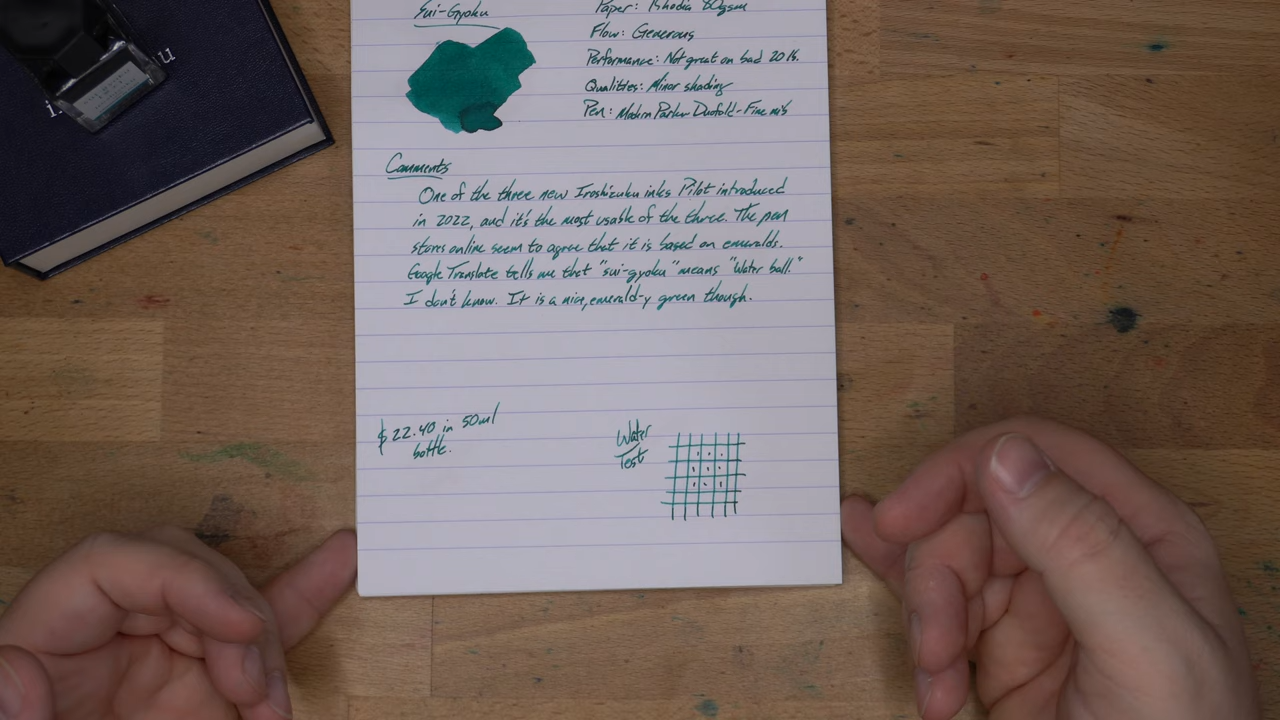 Sui-Gyoku
Paper: Rhodia 80gsm
Flow: Generous
Performance: Not great on bad 20 lb.
Qualities: Minor shading
Pen: Modern Parker Duofold - Fine nib
Comments
One of the three new Iroshizuku inks Pilot introduced
in 2022, and it's the most usable of the three. The pen
stores online seem to agree that it is based on emeralds.
Google Translate tells me that "sui-gyoku" means "Water ball."
I don't know. It is a nice, emerald-y green though.
$22.40 in 50ml
bottle.
Water
Test